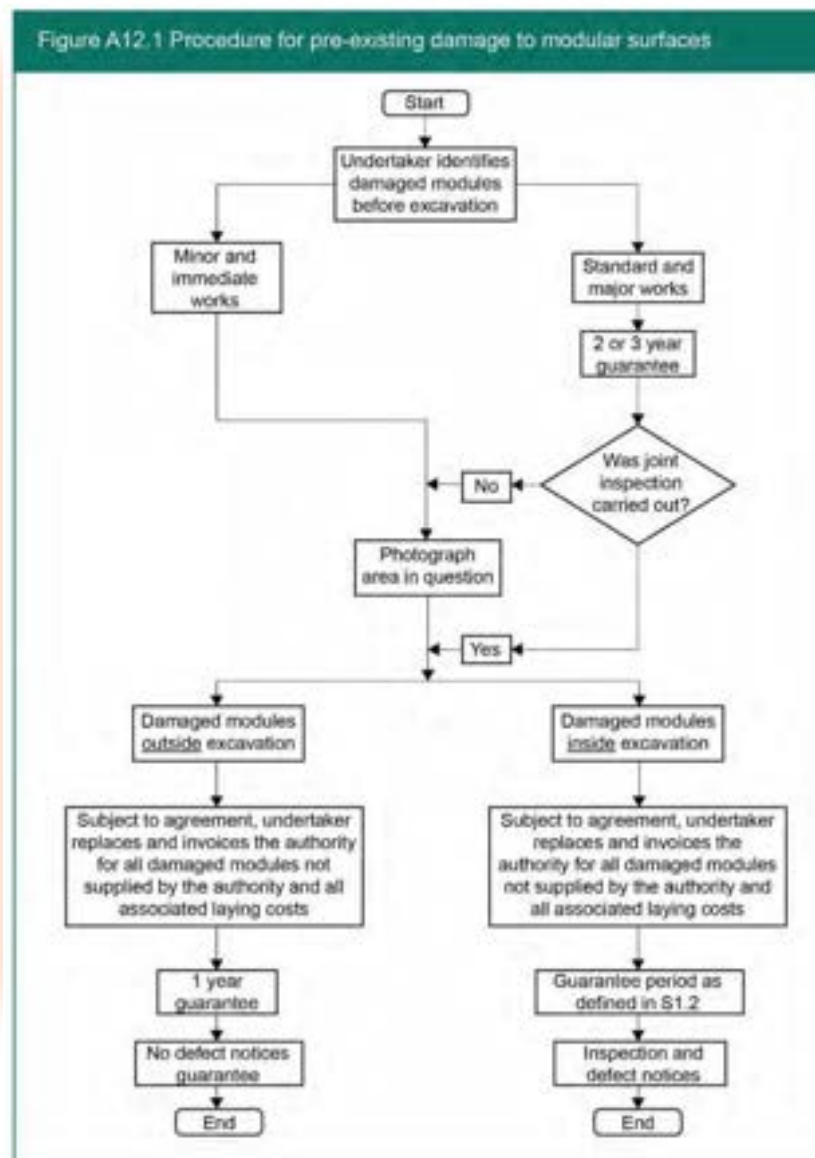 Figure A12.1 Procedure for pre-existing damage to modular surfaces
Start
Undertaker identifies
damaged modules
before excavation
Minor and
immediate
works
Standard and
major works
2 or 3 year
guarantee
Was joint
inspection
carried out?
No
Photograph
area in question
Yes
Damaged modules
outside excavation
Damaged modules
inside excavation
Subject to agreement, undertaker
replaces and invoices the authority
for all damaged modules not
supplied by the authority and all
associated laying costs
Subject to agreement, undertaker
replaces and invoices the
authority for all damaged modules
not supplied by the authority and
all associated laying costs
1 year
guarantee
Guarantee period as
defined in S1.2
No defect notices
guarantee
Inspection and
defect notices
End
End